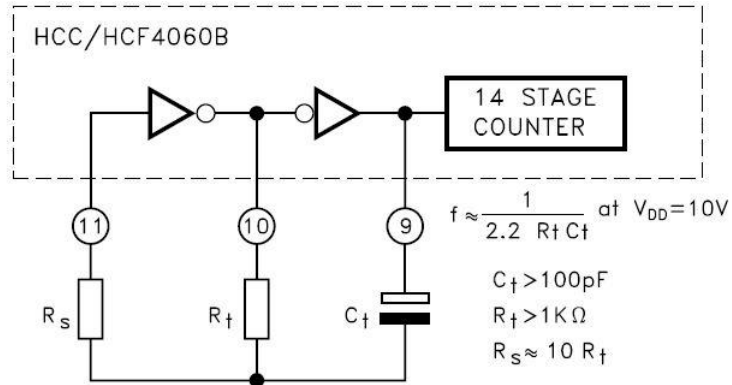 HCC/HCF4060B
14 STAGE
COUNTER
11
10
9
f≈ 1 / 2.2 Rt Ct at VDD=10V
Rs
Rt
Ct
Ct>100pF
Rt>1KΩ
Rs≈ 10 Rt